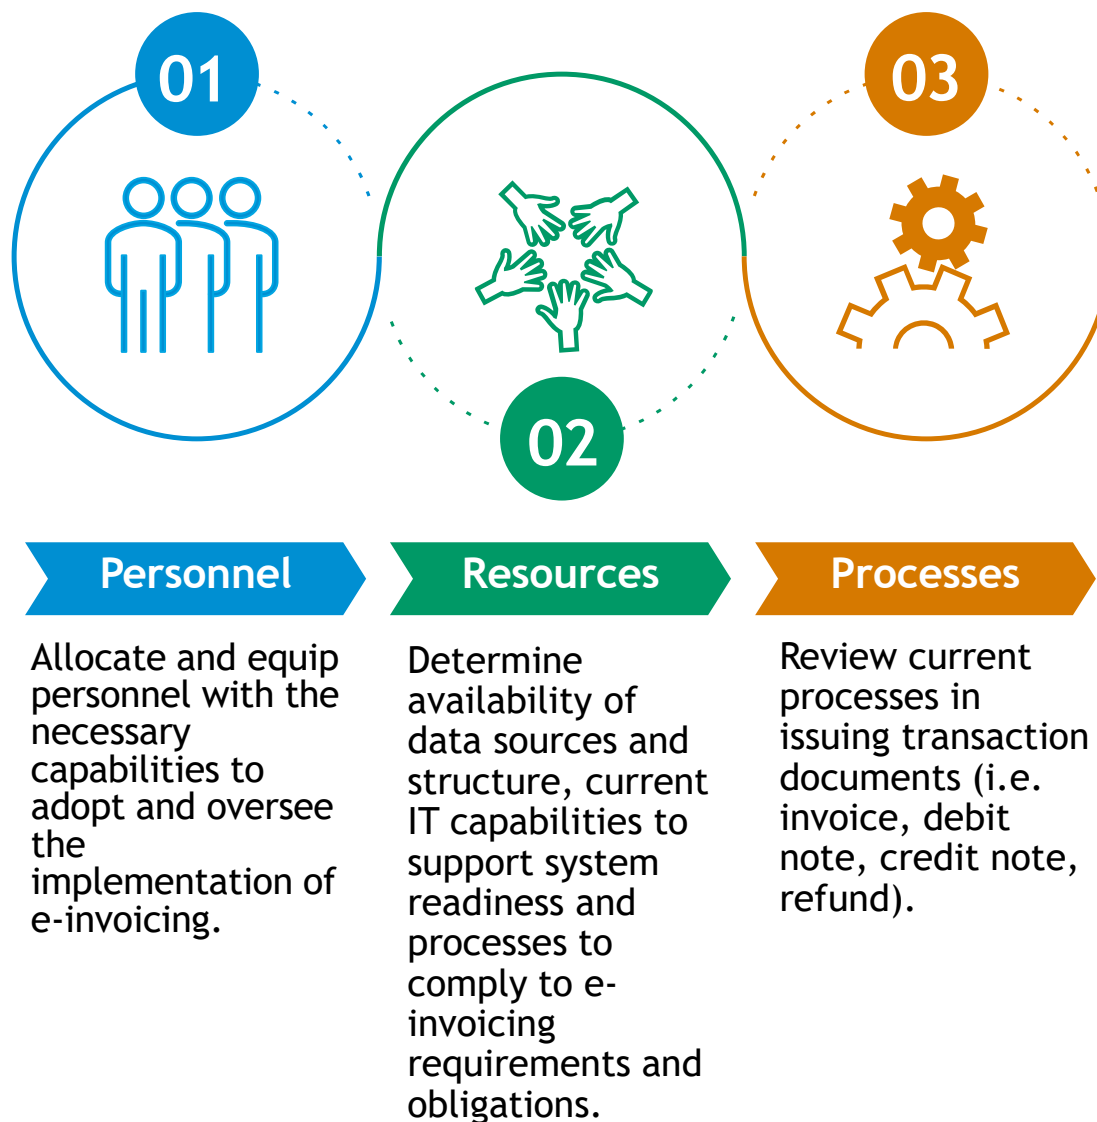 01
03
02
Personnel
Allocate and equip
personnel with the
necessary
capabilities to
adopt and oversee
the
implementation of
e-invoicing.
Resources
Determine
availability of
data sources and
structure, current
IT capabilities to
support system
readiness and
processes to
comply to e-
invoicing
requirements and
obligations.
Processes
Review current
processes in
issuing transaction
documents (i.e.
invoice, debit
note, credit note,
refund).